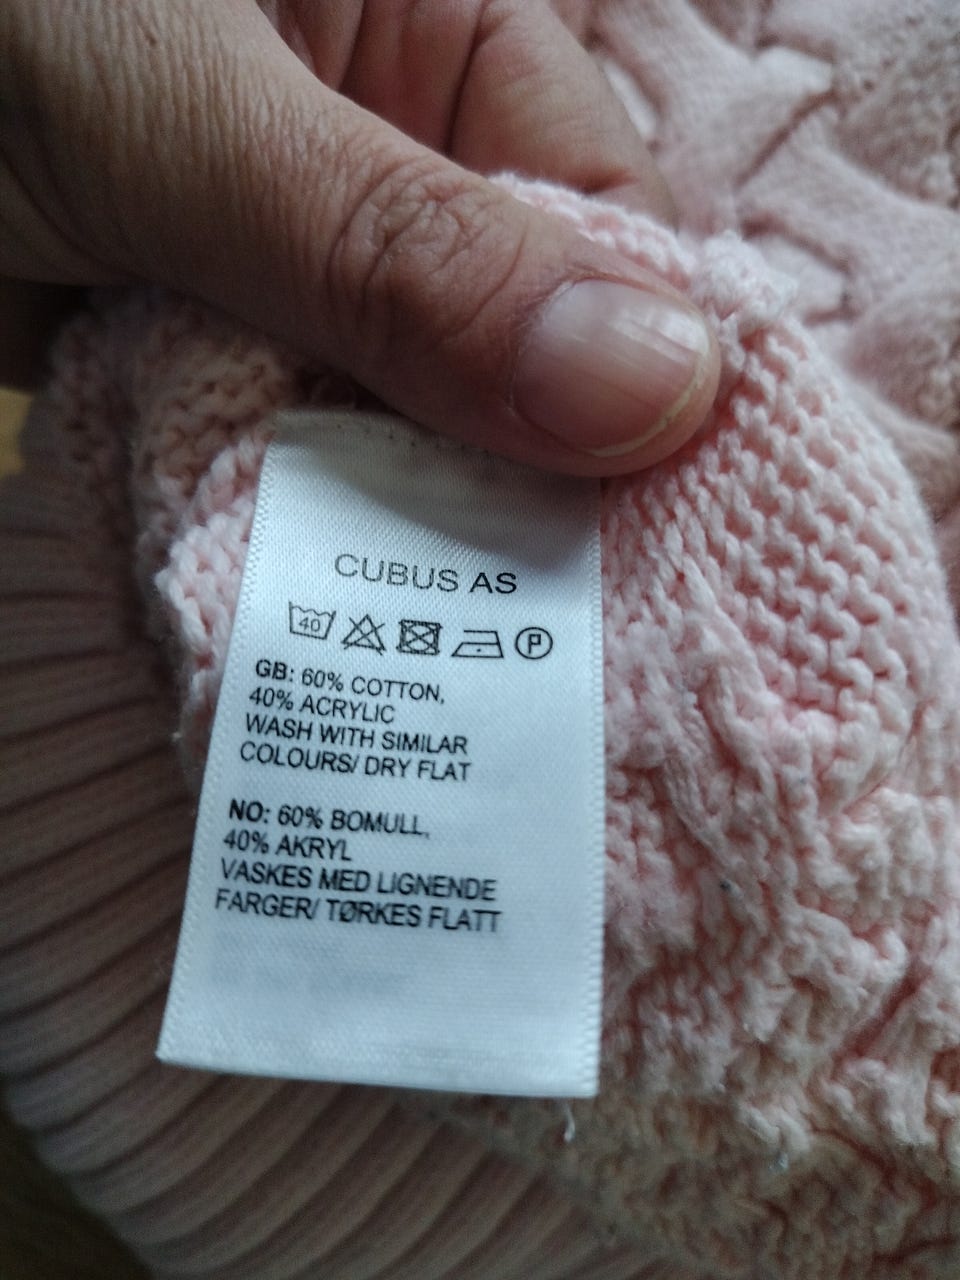 CUBUS AS
40 P
GB: 60% COTTON,
40% ACRYLIC
WASH WITH SIMILAR
COLOURS/ DRY FLAT
NO: 60% BOMULL,
40% AKRYL
VASKES MED LIGNENDE
FARGER/ TØRKES FLATT